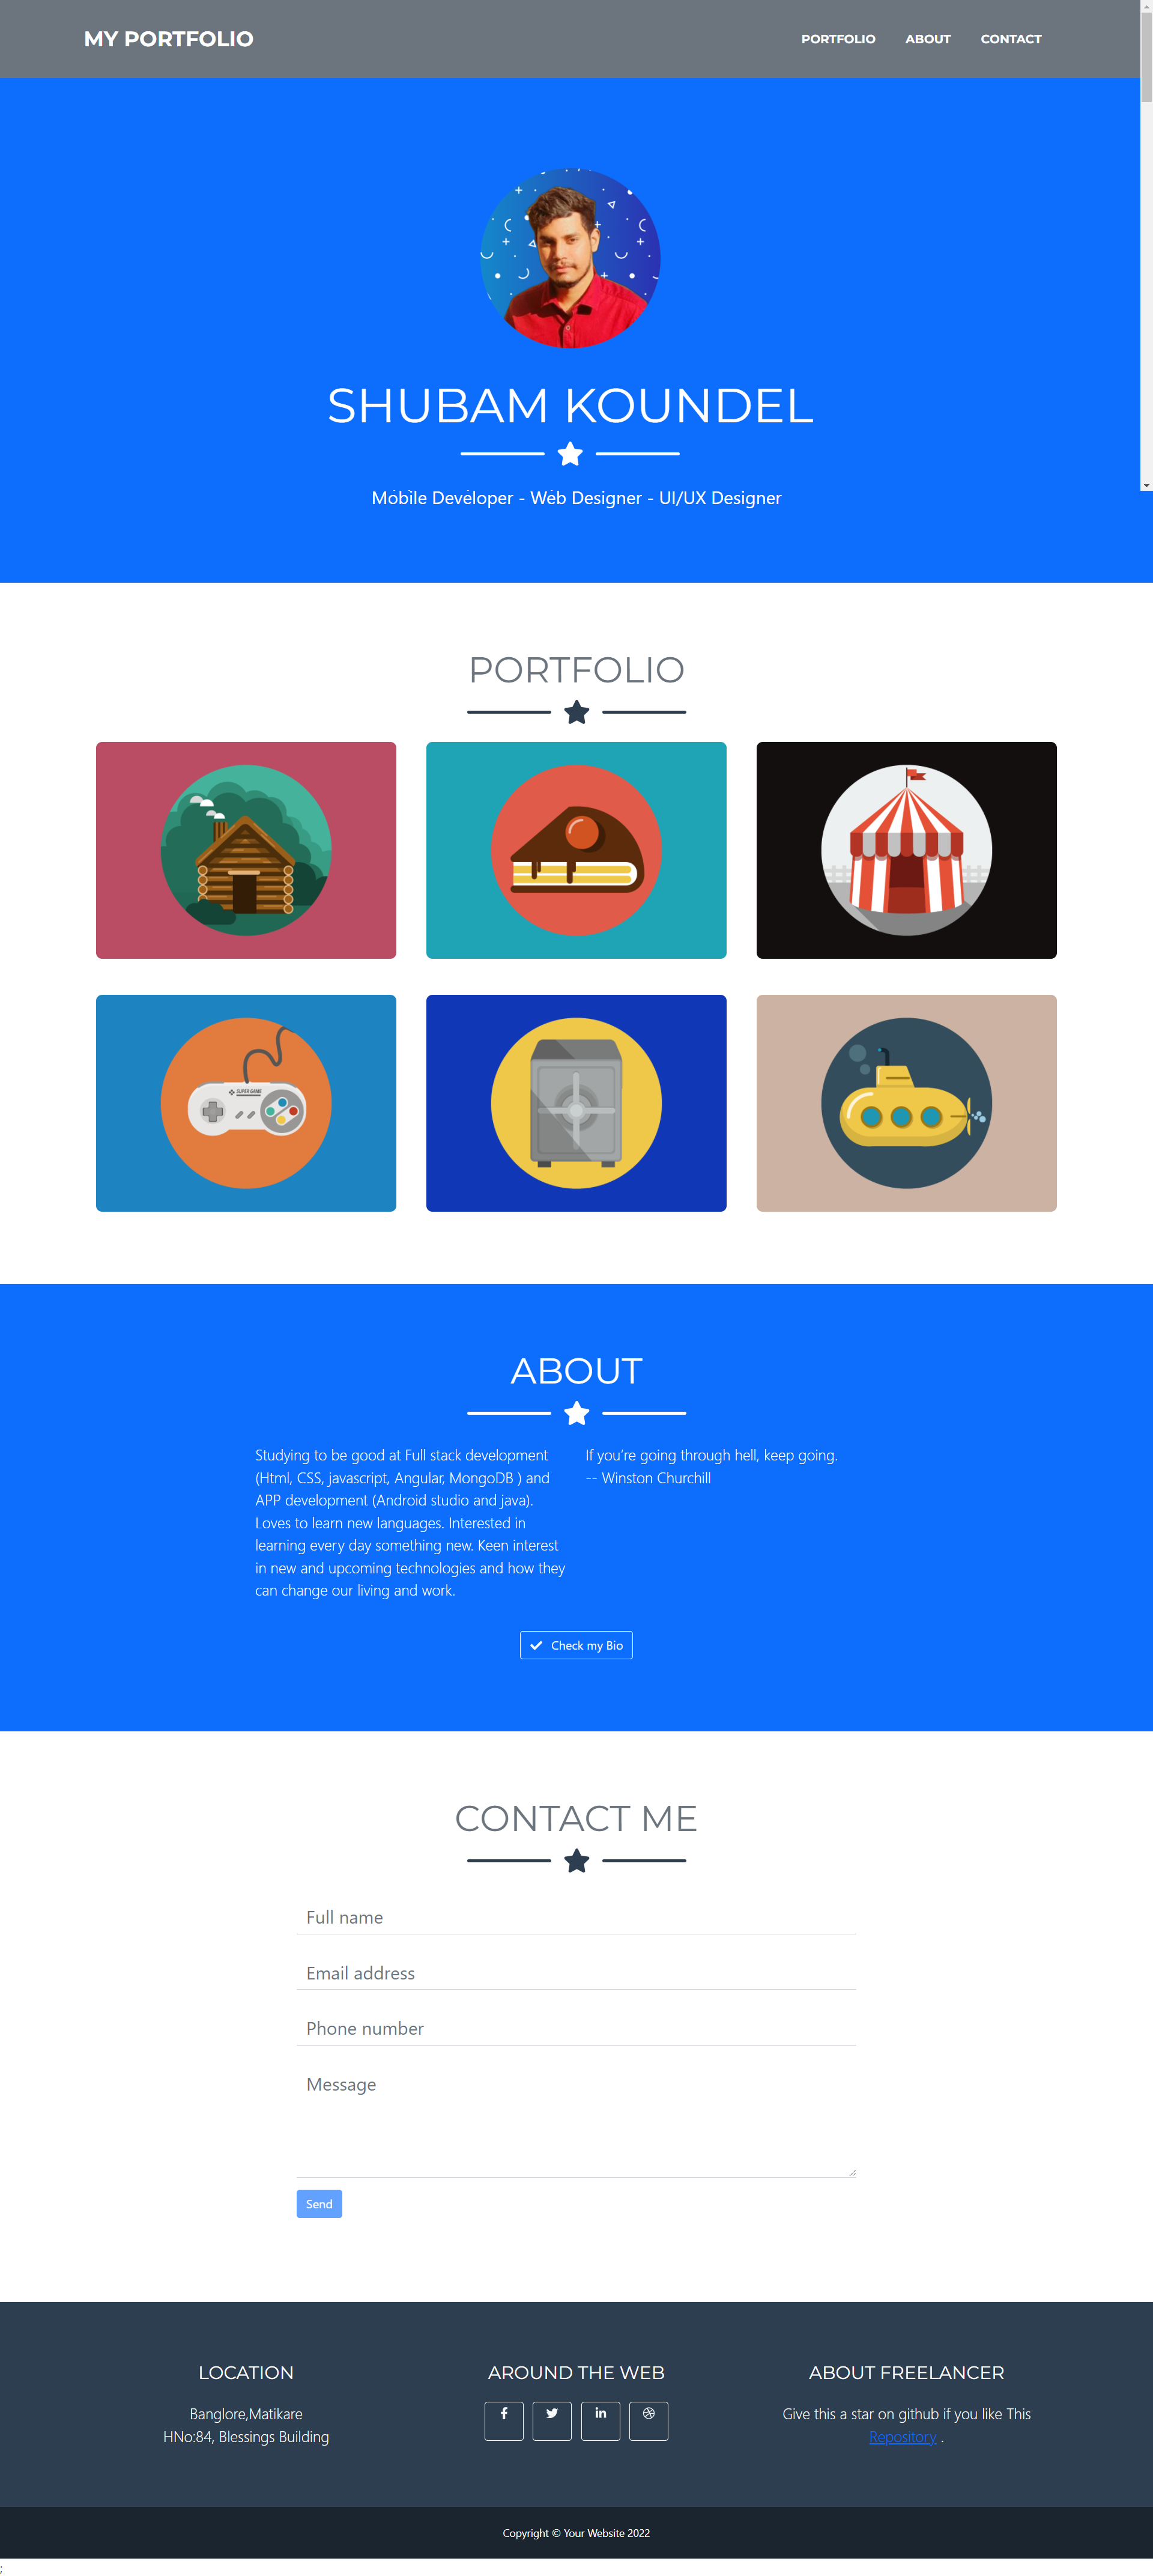 MY PORTFOLIO
PORTFOLIO ABOUT CONTACT
SHUBAM KOUNDEL
Mobile Developer - Web Designer - UI/UX Designer
PORTFOLIO
SUPER GAME
ABOUT
Studying to be good at Full stack development
(Html, CSS, javascript, Angular, MongoDB ) and
APP development (Android studio and java).
Loves to learn new languages. Interested in
learning every day something new. Keen interest
in new and upcoming technologies and how they
can change our living and work.
If you’re going through hell, keep going.
-- Winston Churchill
Check my Bio
CONTACT ME
Full name
Email address
Phone number
Message
Send
LOCATION
Banglore,Matikare
HNo:84, Blessings Building
AROUND THE WEB
ABOUT FREELANCER
Give this a star on github if you like This
Repository .
Copyright © Your Website 2022
;